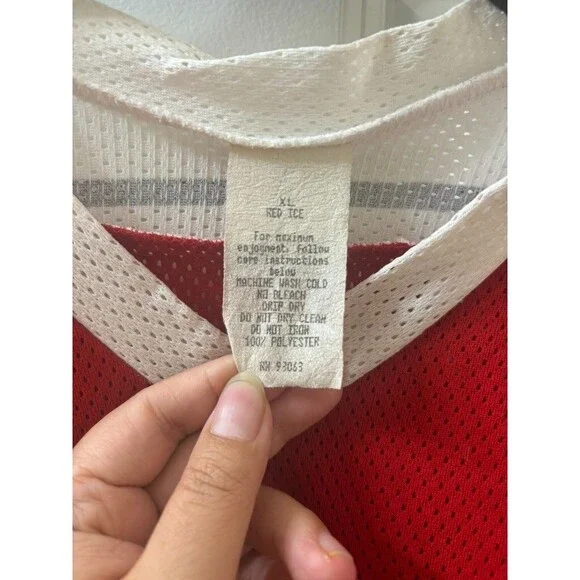 XL
RED ICE
For maximum
enjoyment, follow
care instructions
below
MACHINE WASH COLD
NO BLEACH
DRIP DRY
DO NOT DRY CLEAN
DO NOT IRON
100% POLYESTER
RN 93063